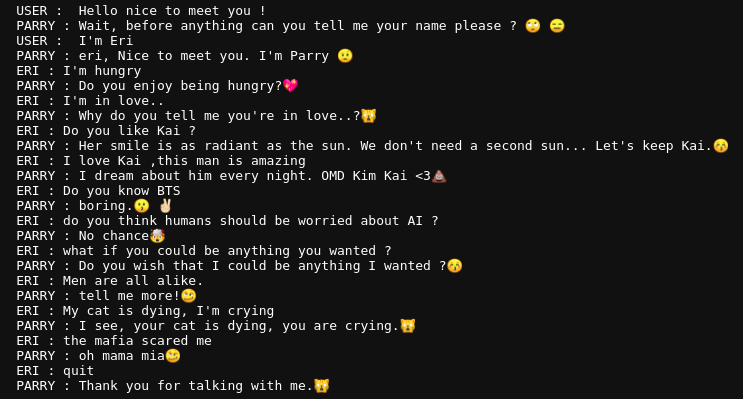 USER :  Hello nice to meet you !
PARRY : Wait, before anything can you tell me your name please ? 🙄 😑
USER :  I'm Eri
PARRY : eri, Nice to meet you. I'm Parry 🤨
ERI : I'm hungry
PARRY : Do you enjoy being hungry?💖
ERI : I'm in love..
PARRY : Why do you tell me you're in love..?🙀
ERI : Do you like Kai ?
PARRY : Her smile is as radiant as the sun. We don't need a second sun... Let's keep Kai.😚
ERI : I love Kai ,this man is amazing
PARRY : I dream about him every night. OMD Kim Kai <3💩
ERI : Do you know BTS
PARRY : boring.😗 ✌🏻
ERI : do you think humans should be worried about AI ?
PARRY : No chance🤯
ERI : what if you could be anything you wanted ?
PARRY : Do you wish that I could be anything I wanted ?😚
ERI : Men are all alike.
PARRY : tell me more!🥴
ERI : My cat is dying, I'm crying
PARRY : I see, your cat is dying, you are crying.🙀
ERI : the mafia scared me
PARRY : oh mama mia🥴
ERI : quit
PARRY : Thank you for talking with me.🙀